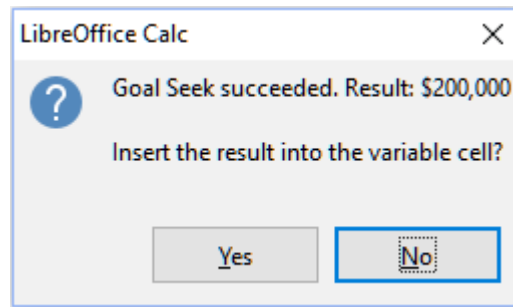 LibreOffice Calc
Goal Seek succeeded. Result: $200,000
Insert the result into the variable cell?
Yes
No